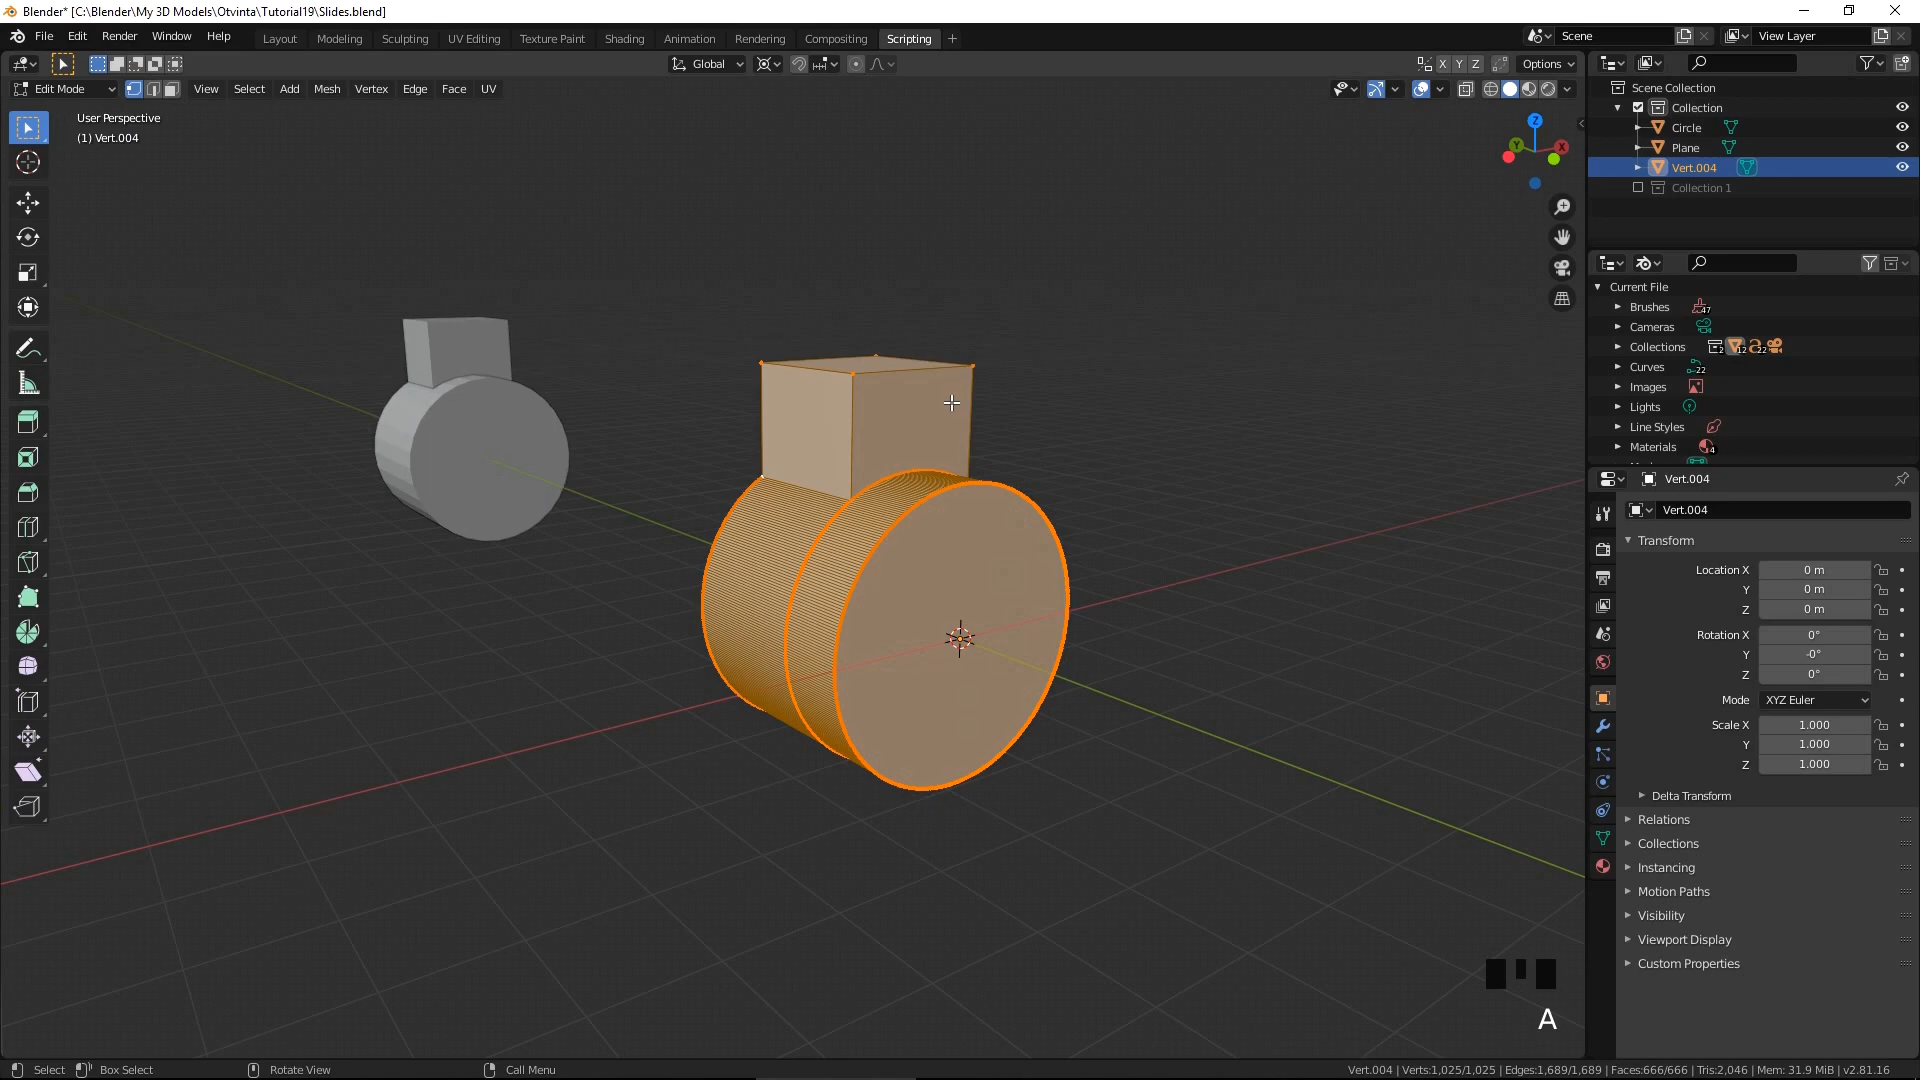 Blender* [C:\Blender\My 3D Models\Otvinta\Tutorial19\Slides.blend]
File Edit Render Window Help Layout Modeling Sculpting UV Editing Texture Paint Shading Animation Rendering Compositing Scripting + Scene View Layer
Global X Y Z Options
Edit Mode View Select Add Mesh Vertex Edge Face UV
User Perspective
(1) Vert.004
Z
Y
X
Scene Collection
Collection
Circle
Plane
Vert.004
Collection 1
Current File
Brushes 47
Cameras
Collections 2 12 22
Curves 22
Images
Lights
Line Styles
Materials 4
Vert.004
Vert.004
Transform
Location X 0 m
Y 0 m
Z 0 m
Rotation X 0°
Y -0°
Z 0°
Mode XYZ Euler
Scale X 1.000
Y 1.000
Z 1.000
Delta Transform
Relations
Collections
Instancing
Motion Paths
Visibility
Viewport Display
Custom Properties
A
Select Box Select Rotate View Call Menu Vert.004 | Verts:1,025/1,025 | Edges:1,689/1,689 | Faces:666/666 | Tris:2,046 | Mem: 31.9 MiB | v2.81.16